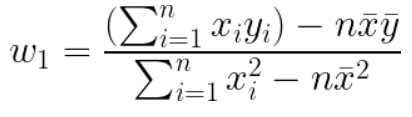 w_1 = \frac{(\sum_{i=1}^{n} x_i y_i) - n\bar{x}\bar{y}}{\sum_{i=1}^{n} x_i^2 - n\bar{x}^2}